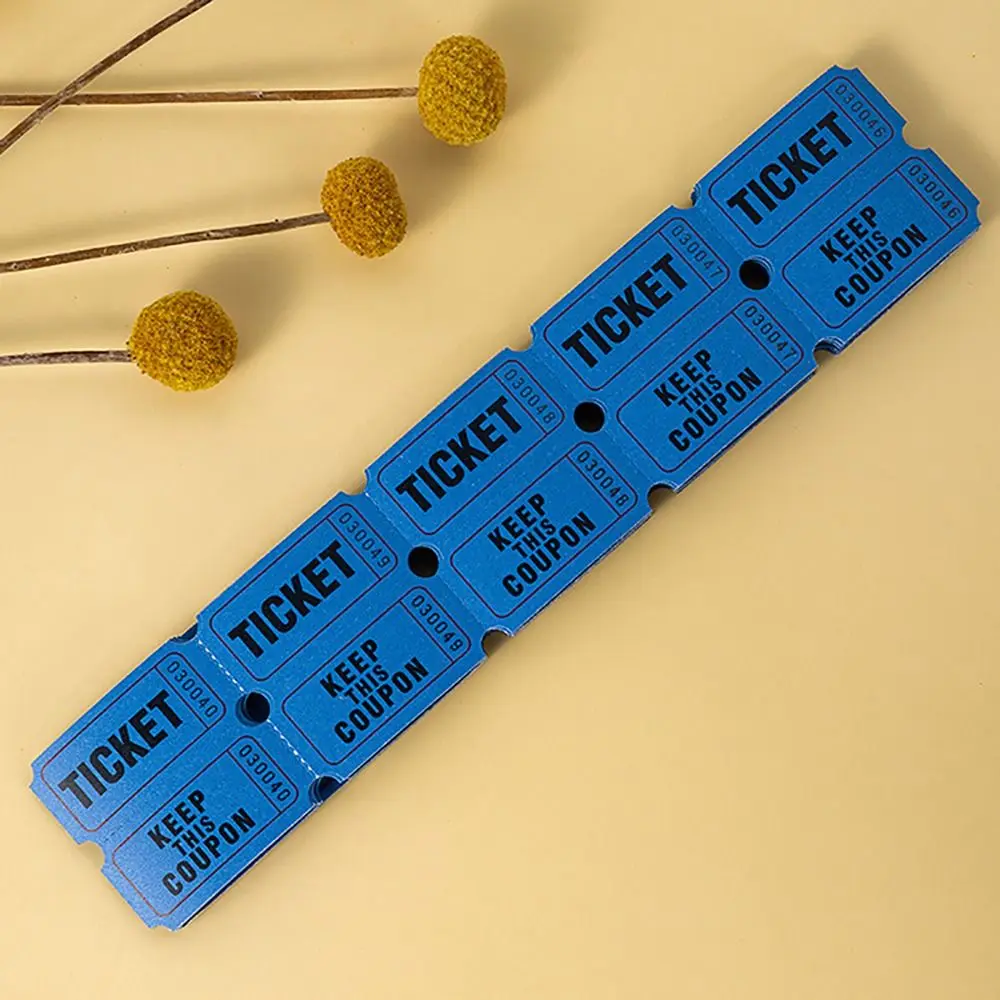 030046
TICKET
030046
KEEP
THIS
COUPON
030047
TICKET
030047
KEEP
THIS
COUPON
030048
TICKET
030048
KEEP
THIS
COUPON
030049
TICKET
030049
KEEP
THIS
COUPON
030040
TICKET
030040
KEEP
THIS
COUPON